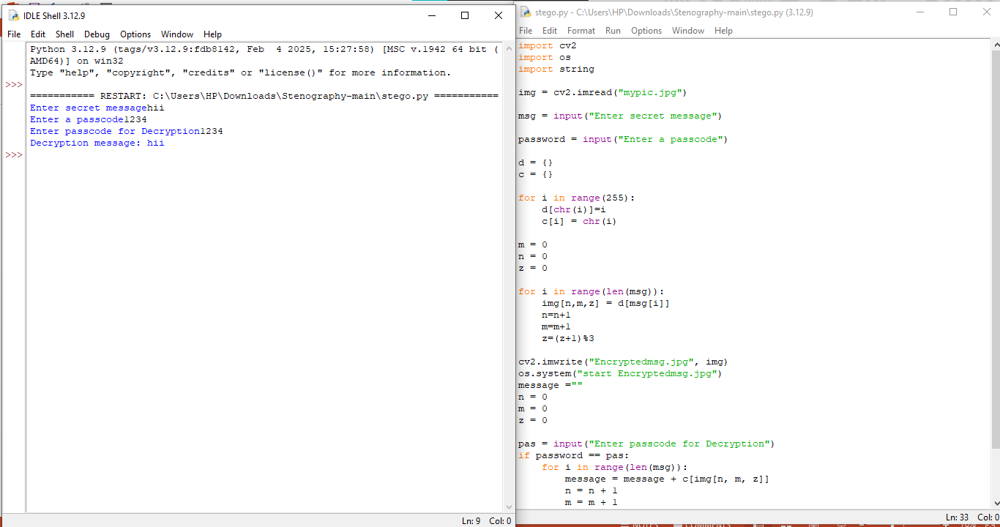 IDLE Shell 3.12.9
File Edit Shell Debug Options Window Help
Python 3.12.9 (tags/v3.12.9:fdb8142, Feb  4 2025, 15:27:58) [MSC v.1942 64 bit (
AMD64)] on win32
Type "help", "copyright", "credits" or "license()" for more information.
>>>
=========== RESTART: C:\Users\HP\Downloads\Stenography-main\stego.py ===========
Enter secret messagehii
Enter a passcode1234
Enter passcode for Decryption1234
Decryption message: hii
>>>
Ln: 9 Col: 0
stego.py - C:\Users\HP\Downloads\Stenography-main\stego.py (3.12.9)
File Edit Format Run Options Window Help
import cv2
import os
import string
img = cv2.imread("mypic.jpg")
msg = input("Enter secret message")
password = input("Enter a passcode")
d = {}
c = {}
for i in range(255):
    d[chr(i)]=i
    c[i] = chr(i)
m = 0
n = 0
z = 0
for i in range(len(msg)):
    img[n,m,z] = d[msg[i]]
    n=n+1
    m=m+1
    z=(z+1)%3
cv2.imwrite("Encryptedmsg.jpg", img)
os.system("start Encryptedmsg.jpg")
message =""
n = 0
m = 0
z = 0
pas = input("Enter passcode for Decryption")
if password == pas:
    for i in range(len(msg)):
        message = message + c[img[n, m, z]]
        n = n + 1
        m = m + 1
Ln: 33 Col: 0